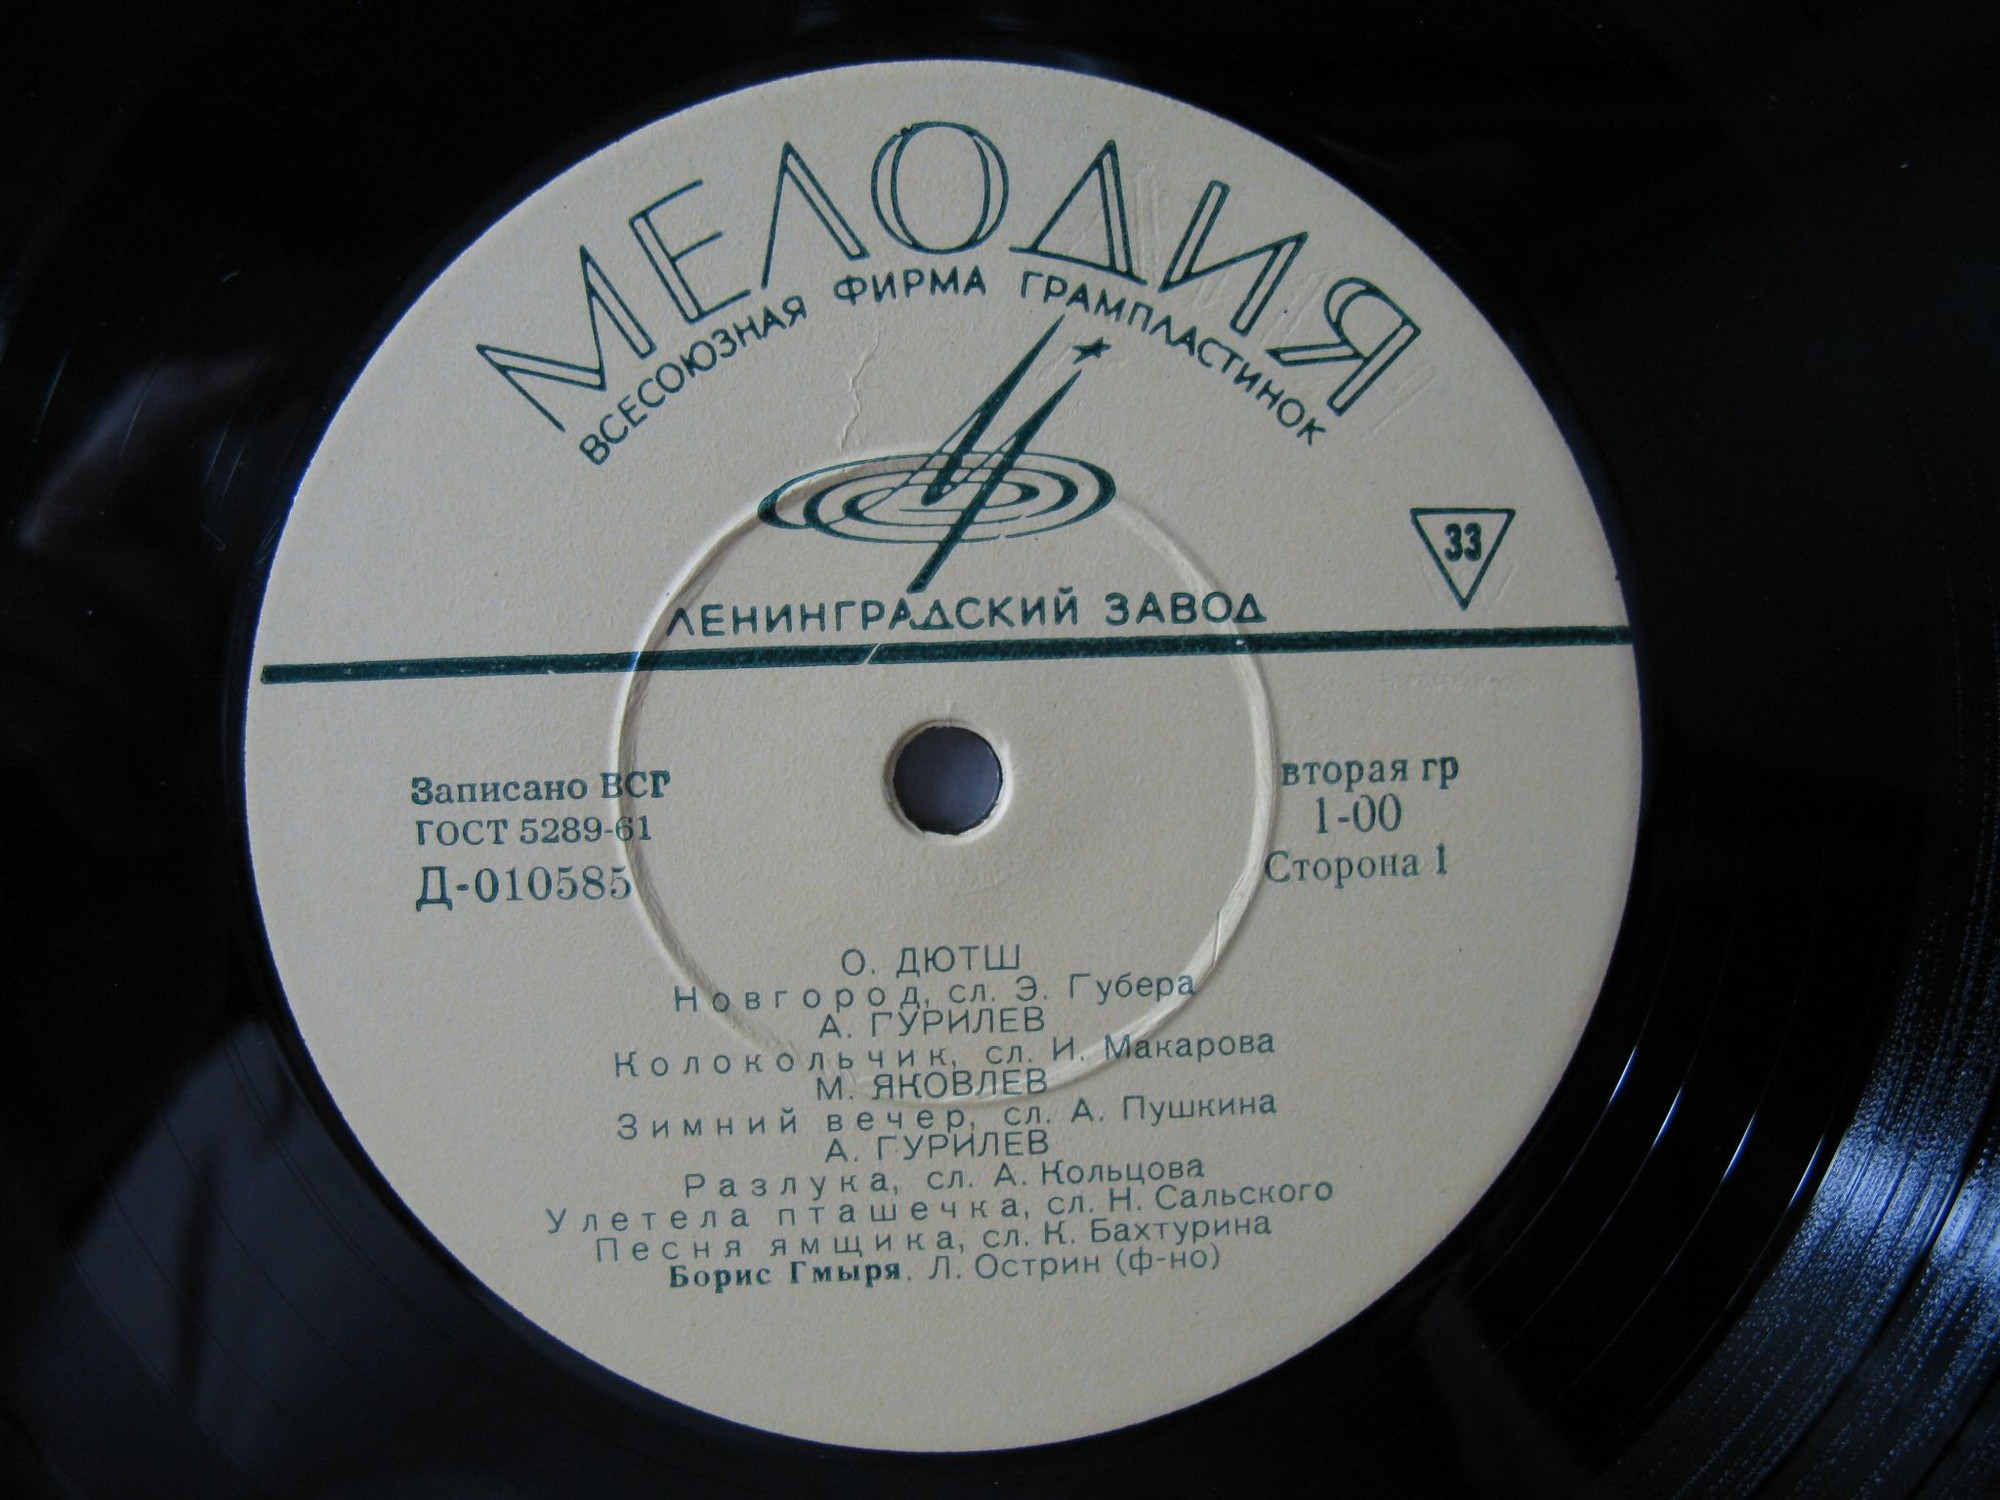 МЕЛОДИЯ
ВСЕСОЮЗНАЯ ФИРМА ГРАМПЛАСТИНОК
33
ЛЕНИНГРАДСКИЙ ЗАВОД
Записано ВСГ
ГОСТ 5289-61
Д-010585
вторая гр
1-00
Сторона 1
О. ДЮТШ
Новгород, сл. Э. Губера
А. ГУРИЛЕВ
Колокольчик, сл. И. Макарова
М. ЯКОВЛЕВ
Зимний вечер, сл. А. Пушкина
А. ГУРИЛЕВ
Разлука, сл. А. Кольцова
Улетела пташечка, сл. Н. Сальского
Песня ямщика, сл. К. Бахтурина
Борис Гмыря. Л. Острин (ф-но)